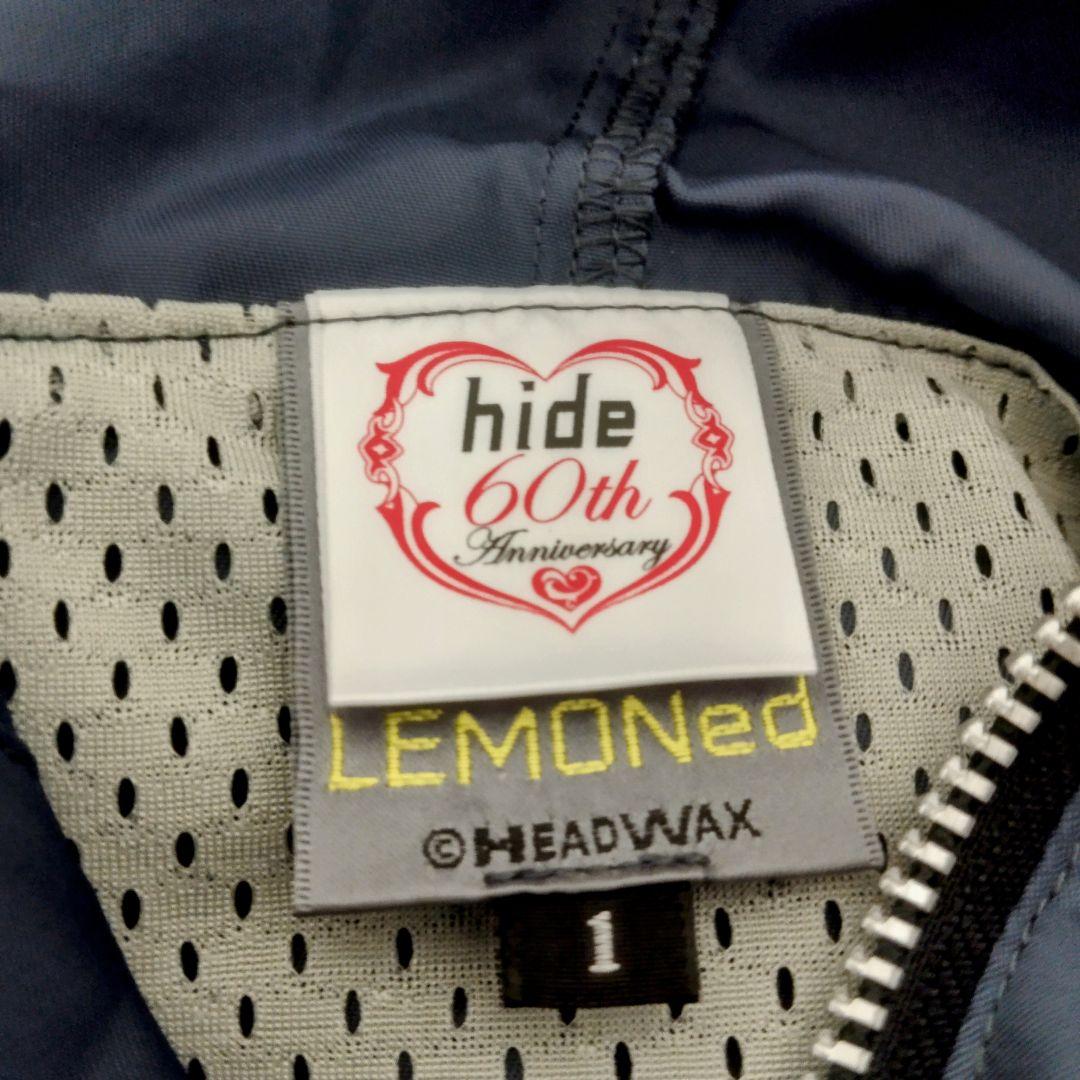 hide
60th
Anniversary
LEMONed
©HEADWAX
1